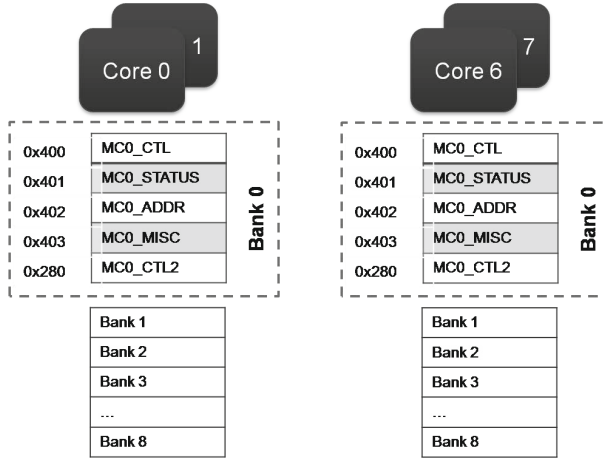 1
Core 0
0x400 MC0_CTL
0x401 MC0_STATUS
0x402 MC0_ADDR
0x403 MC0_MISC
0x280 MC0_CTL2
Bank 0
Bank 1
Bank 2
Bank 3
...
Bank 8
7
Core 6
0x400 MC0_CTL
0x401 MC0_STATUS
0x402 MC0_ADDR
0x403 MC0_MISC
0x280 MC0_CTL2
Bank 0
Bank 1
Bank 2
Bank 3
...
Bank 8